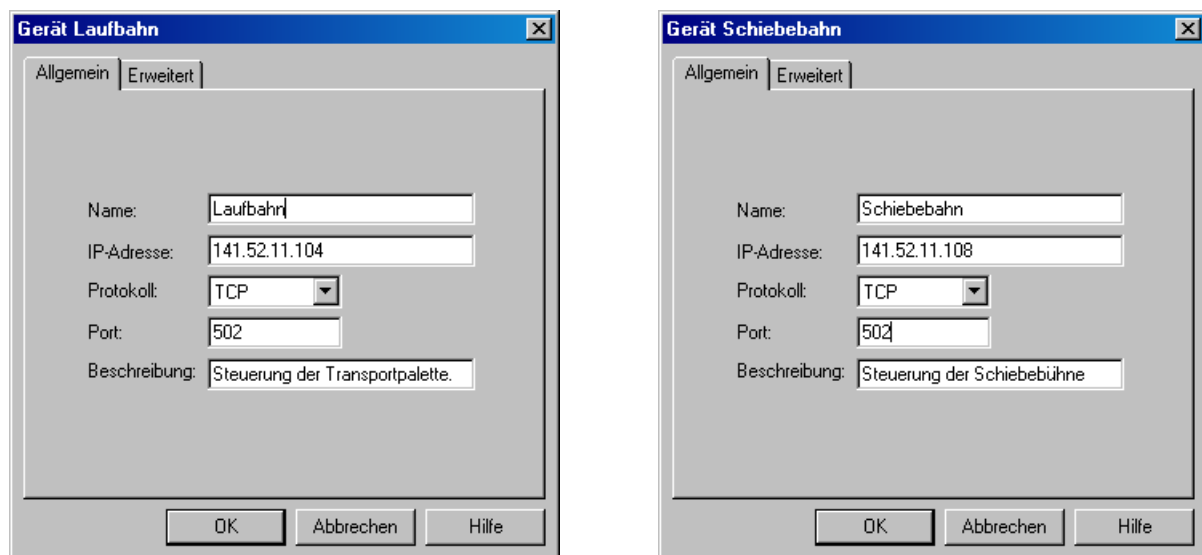 Gerät Laufbahn
Allgemein Erweitert
Name: Laufbahn
IP-Adresse: 141.52.11.104
Protokoll: TCP
Port: 502
Beschreibung: Steuerung der Transportpalette.
OK Abbrechen Hilfe
Gerät Schiebebahn
Allgemein Erweitert
Name: Schiebebahn
IP-Adresse: 141.52.11.108
Protokoll: TCP
Port: 502
Beschreibung: Steuerung der Schiebebühne
OK Abbrechen Hilfe